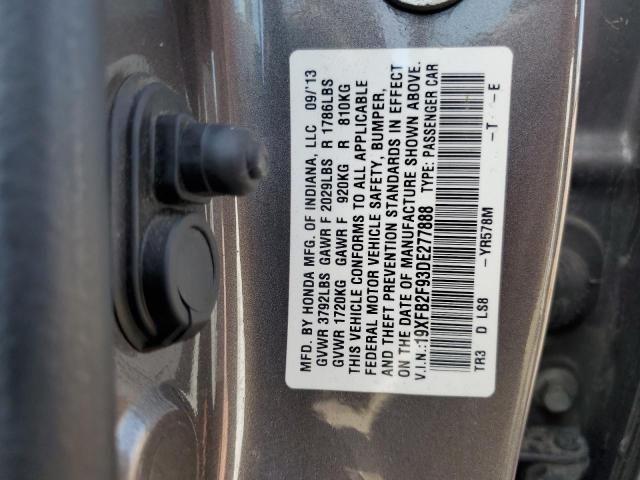 MFD. BY HONDA MFG. OF INDIANA, LLC 09/'13
GVWR 3792LBS GAWR F 2029LBS R 1786LBS
GVWR 1720KG GAWR F 920KG R 810KG
THIS VEHICLE CONFORMS TO ALL APPLICABLE
FEDERAL MOTOR VEHICLE SAFETY, BUMPER,
AND THEFT PREVENTION STANDARDS IN EFFECT
ON THE DATE OF MANUFACTURE SHOWN ABOVE.
V.I.N.:19XFB2F93DE277888 TYPE: PASSENGER CAR
TR3 D LS8 - YR578M -T - -E